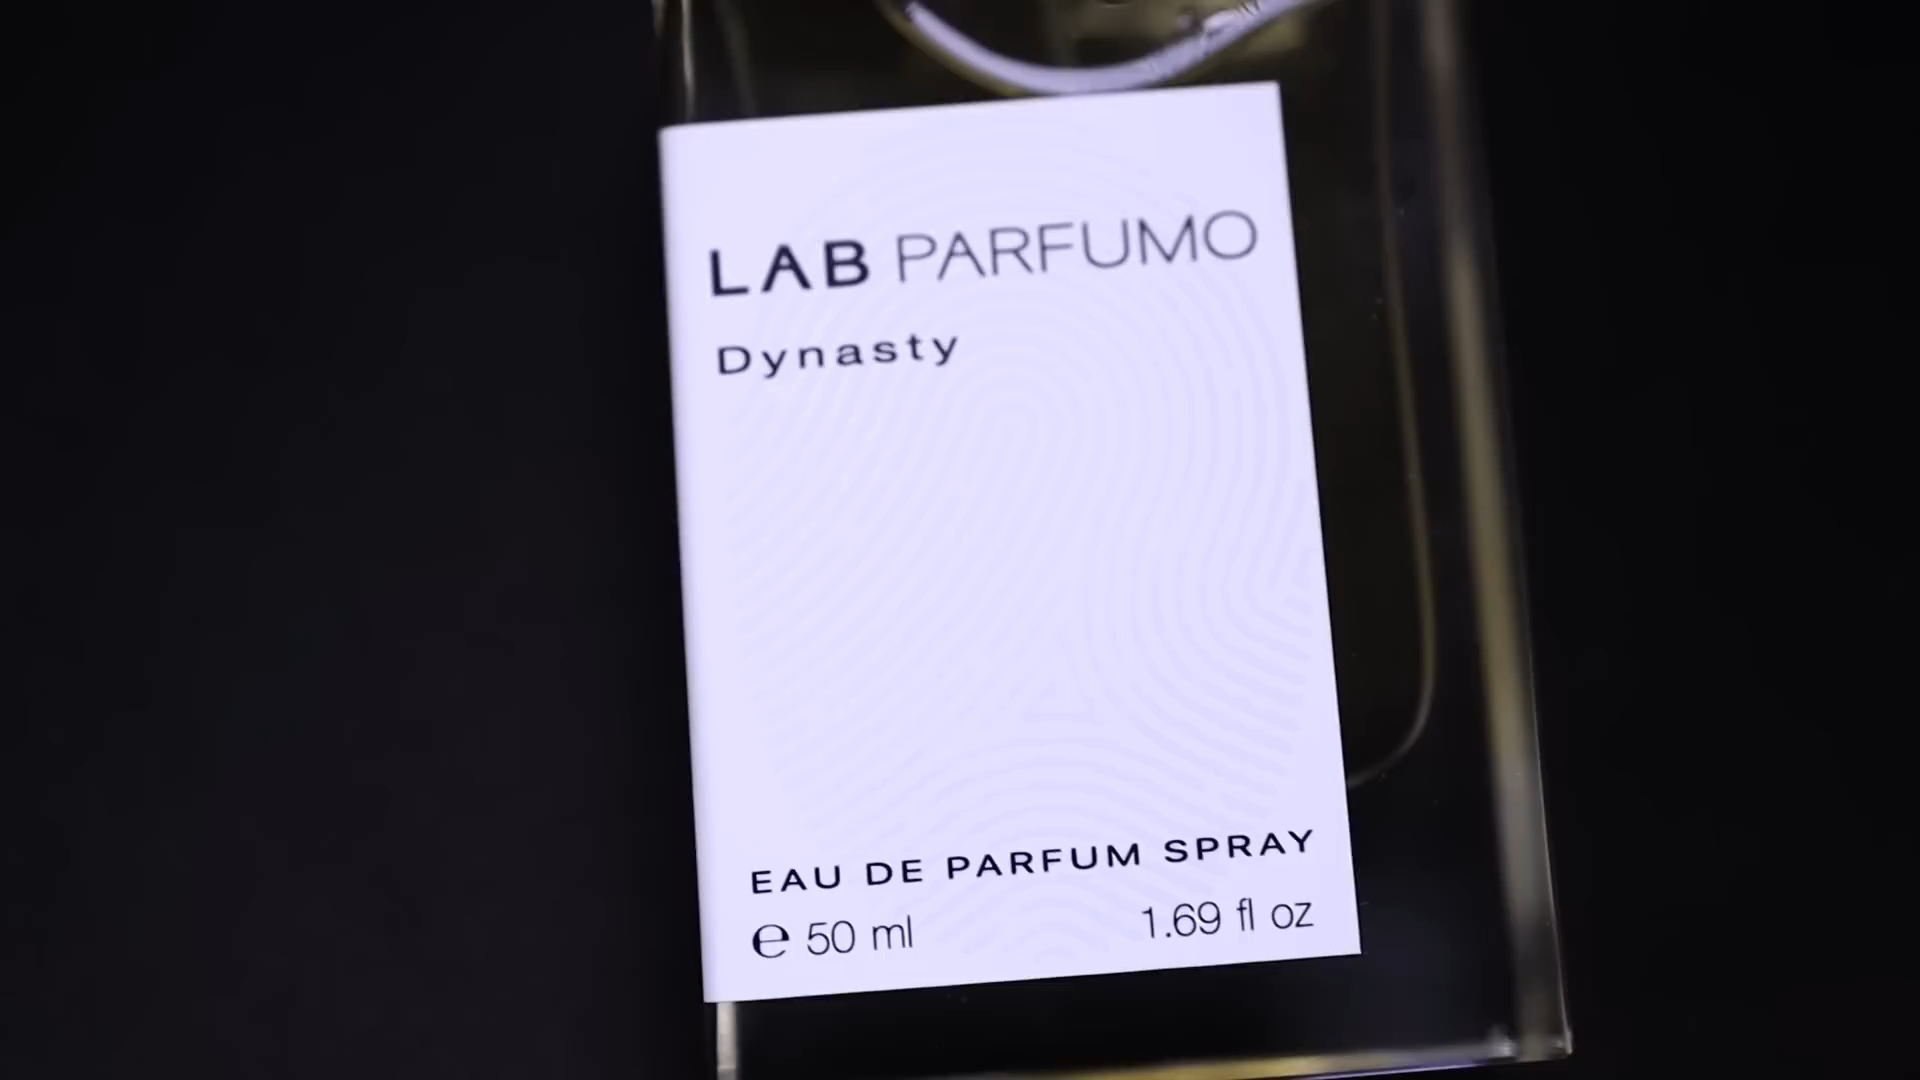 LAB PARFUMO
Dynasty
EAU DE PARFUM SPRAY
℮ 50 ml 1.69 fl oz